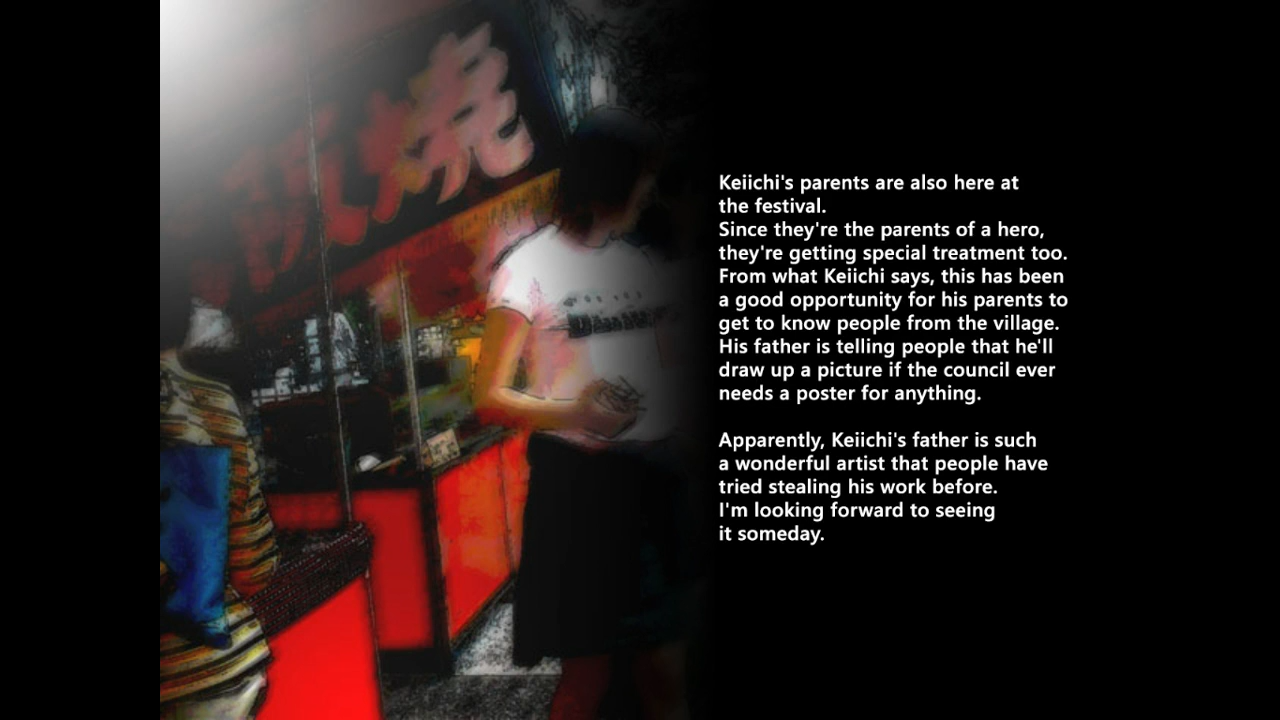 板焼
Keiichi's parents are also here at
the festival.
Since they're the parents of a hero,
they're getting special treatment too.
From what Keiichi says, this has been
a good opportunity for his parents to
get to know people from the village.
His father is telling people that he'll
draw up a picture if the council ever
needs a poster for anything.
Apparently, Keiichi's father is such
a wonderful artist that people have
tried stealing his work before.
I'm looking forward to seeing
it someday.